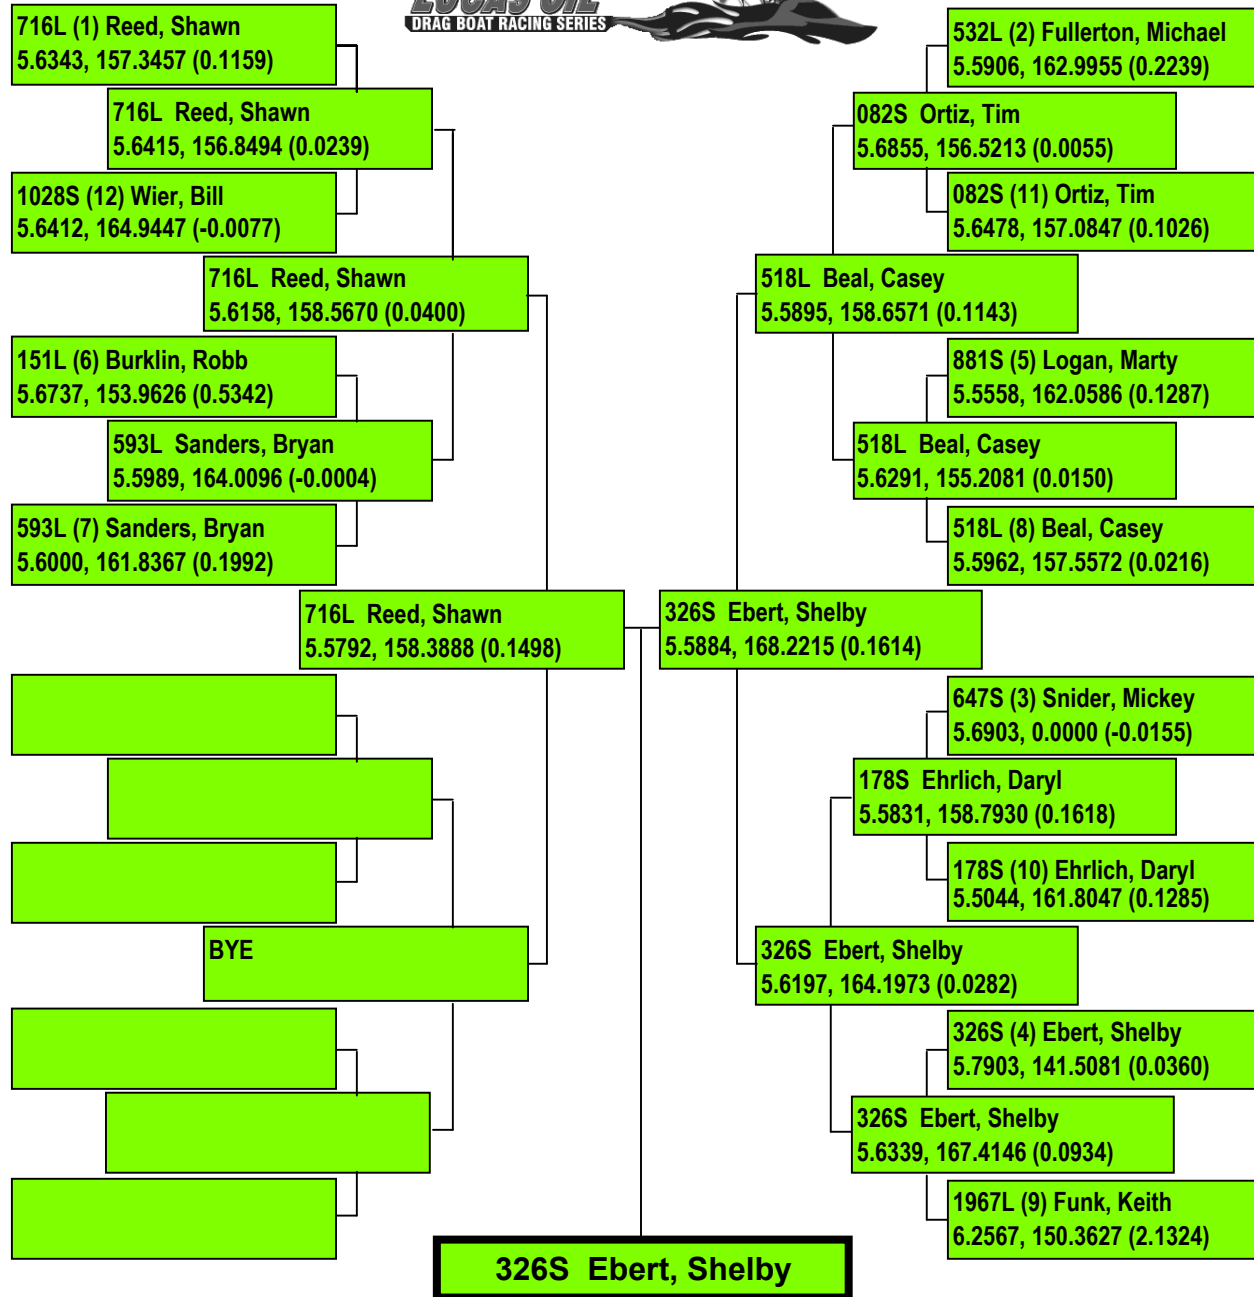 LUCAS OIL
DRAG BOAT RACING SERIES
716L (1) Reed, Shawn
5.6343, 157.3457 (0.1159)
716L  Reed, Shawn
5.6415, 156.8494 (0.0239)
1028S (12) Wier, Bill
5.6412, 164.9447 (-0.0077)
716L  Reed, Shawn
5.6158, 158.5670 (0.0400)
151L (6) Burklin, Robb
5.6737, 153.9626 (0.5342)
593L  Sanders, Bryan
5.5989, 164.0096 (-0.0004)
593L (7) Sanders, Bryan
5.6000, 161.8367 (0.1992)
716L  Reed, Shawn
5.5792, 158.3888 (0.1498)
BYE
532L (2) Fullerton, Michael
5.5906, 162.9955 (0.2239)
082S  Ortiz, Tim
5.6855, 156.5213 (0.0055)
082S (11) Ortiz, Tim
5.6478, 157.0847 (0.1026)
518L  Beal, Casey
5.5895, 158.6571 (0.1143)
881S (5) Logan, Marty
5.5558, 162.0586 (0.1287)
518L  Beal, Casey
5.6291, 155.2081 (0.0150)
518L (8) Beal, Casey
5.5962, 157.5572 (0.0216)
326S  Ebert, Shelby
5.5884, 168.2215 (0.1614)
647S (3) Snider, Mickey
5.6903, 0.0000 (-0.0155)
178S  Ehrlich, Daryl
5.5831, 158.7930 (0.1618)
178S (10) Ehrlich, Daryl
5.5044, 161.8047 (0.1285)
326S  Ebert, Shelby
5.6197, 164.1973 (0.0282)
326S (4) Ebert, Shelby
5.7903, 141.5081 (0.0360)
326S  Ebert, Shelby
5.6339, 167.4146 (0.0934)
1967L (9) Funk, Keith
6.2567, 150.3627 (2.1324)
326S  Ebert, Shelby